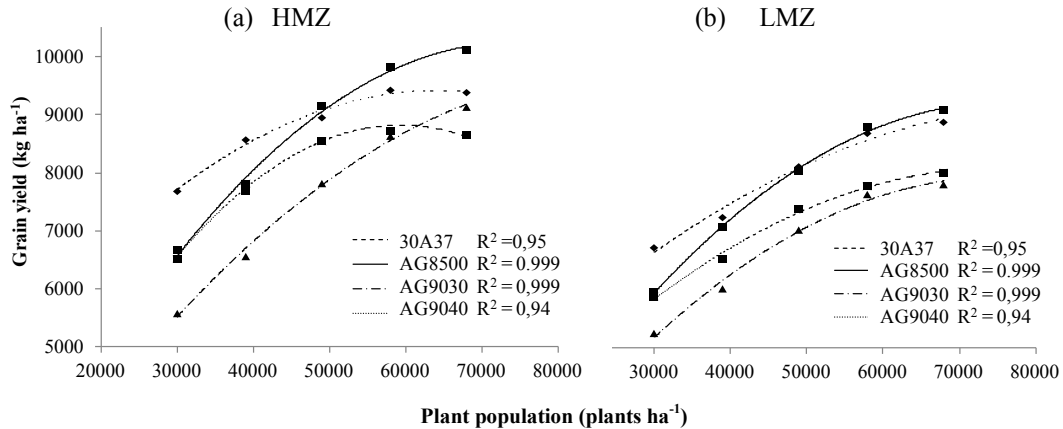 (a) HMZ
(b) LMZ
Grain yield (kg ha⁻¹)
10000
9000
8000
7000
6000
5000
30A37 R² =0,95
AG8500 R² = 0.999
AG9030 R² = 0,999
AG9040 R² = 0,94
30A37 R² =0,95
AG8500 R² = 0.999
AG9030 R² = 0,999
AG9040 R² = 0,94
20000 30000 40000 50000 60000 70000 80000
30000 40000 50000 60000 70000 80000
Plant population (plants ha⁻¹)